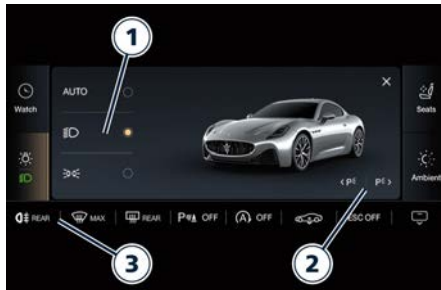 1
AUTO
Watch
Seats
<P P>
Ambient
REAR MAX REAR P OFF A OFF ESC OFF
3
2